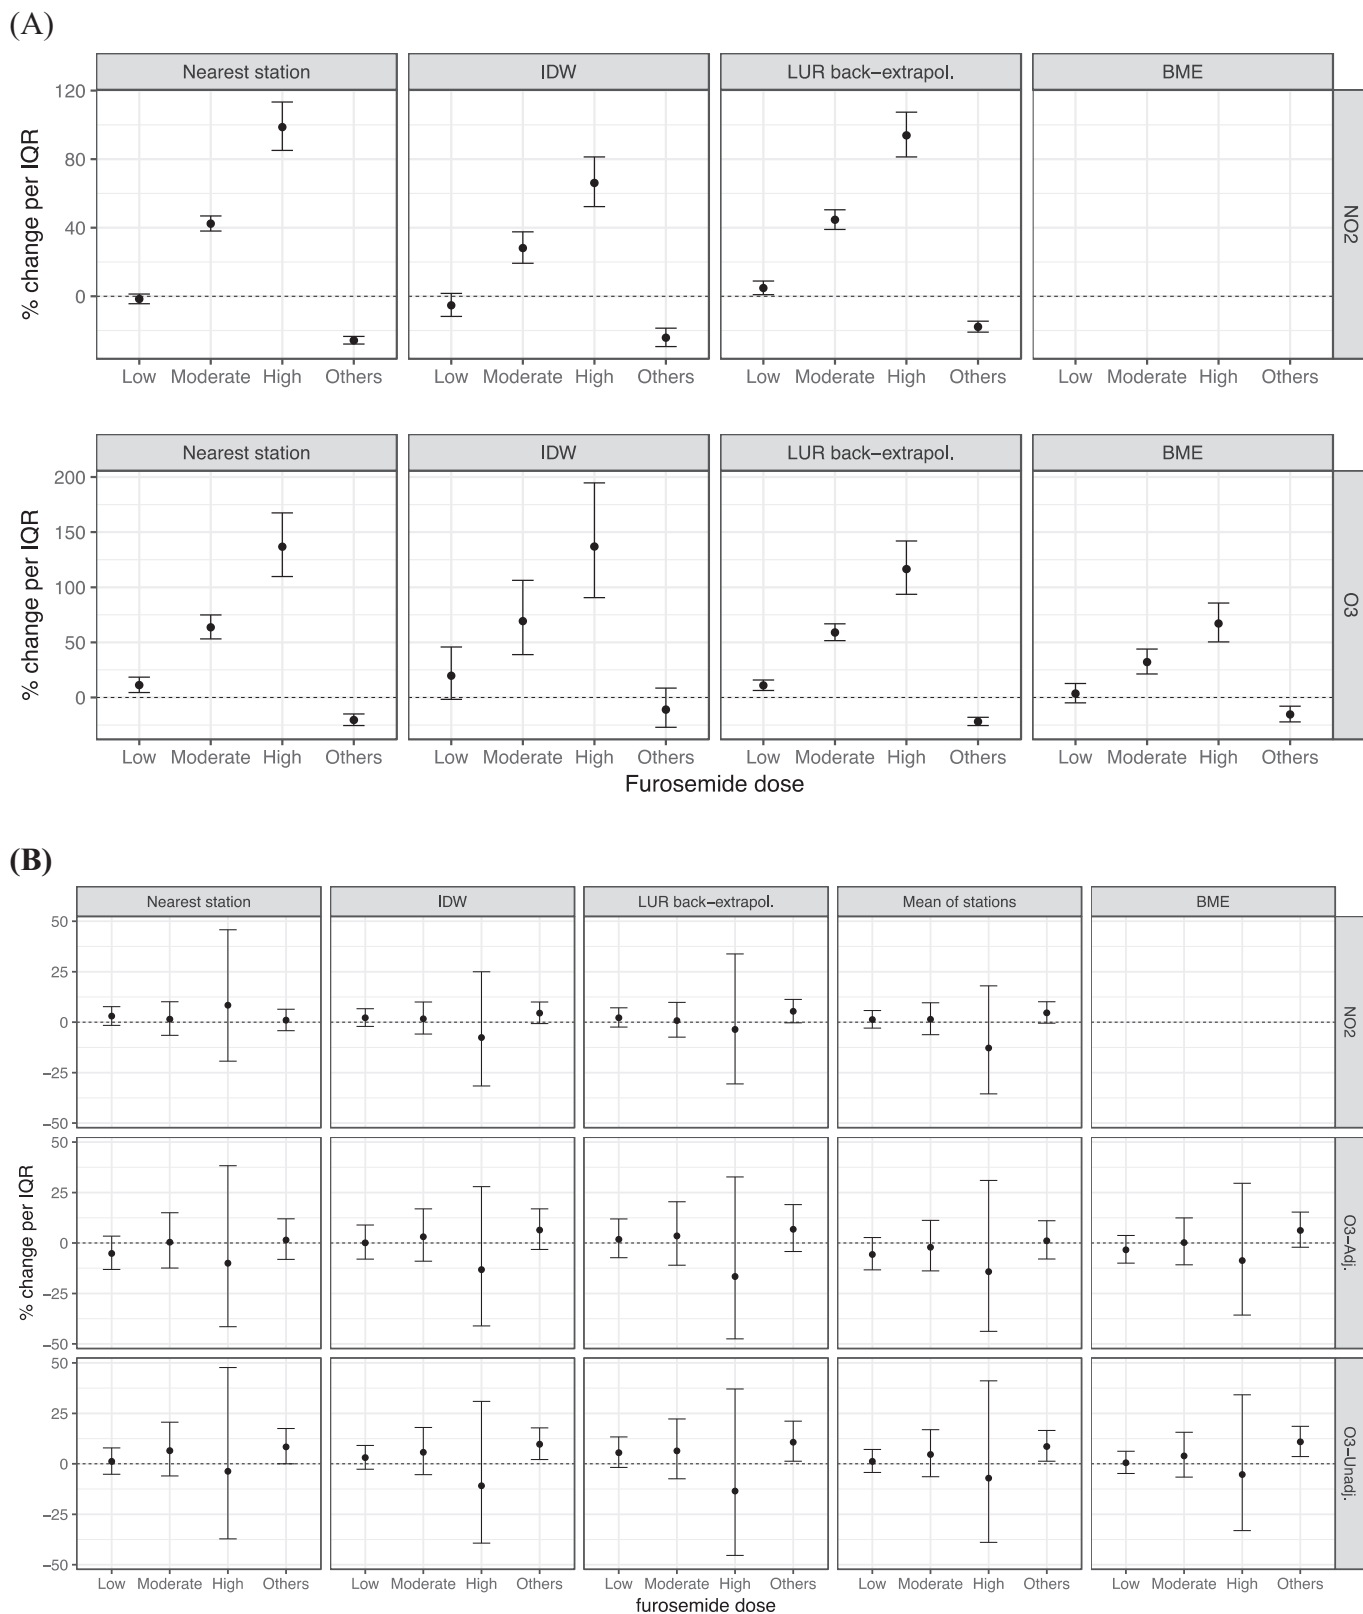 (A)
Nearest station IDW LUR back-extrapol. BME
120
80
40
0
% change per IQR
NO2
Low Moderate High Others Low Moderate High Others Low Moderate High Others Low Moderate High Others
Nearest station IDW LUR back-extrapol. BME
200
150
100
50
0
% change per IQR
O3
Low Moderate High Others Low Moderate High Others Low Moderate High Others Low Moderate High Others
Furosemide dose
(B)
Nearest station IDW LUR back-extrapol. Mean of stations BME
50
25
0
-25
-50
NO2
50
25
0
-25
-50
% change per IQR
O3-Adj.
50
25
0
-25
-50
O3-Unadj.
Low Moderate High Others Low Moderate High Others Low Moderate High Others Low Moderate High Others Low Moderate High Others
furosemide dose